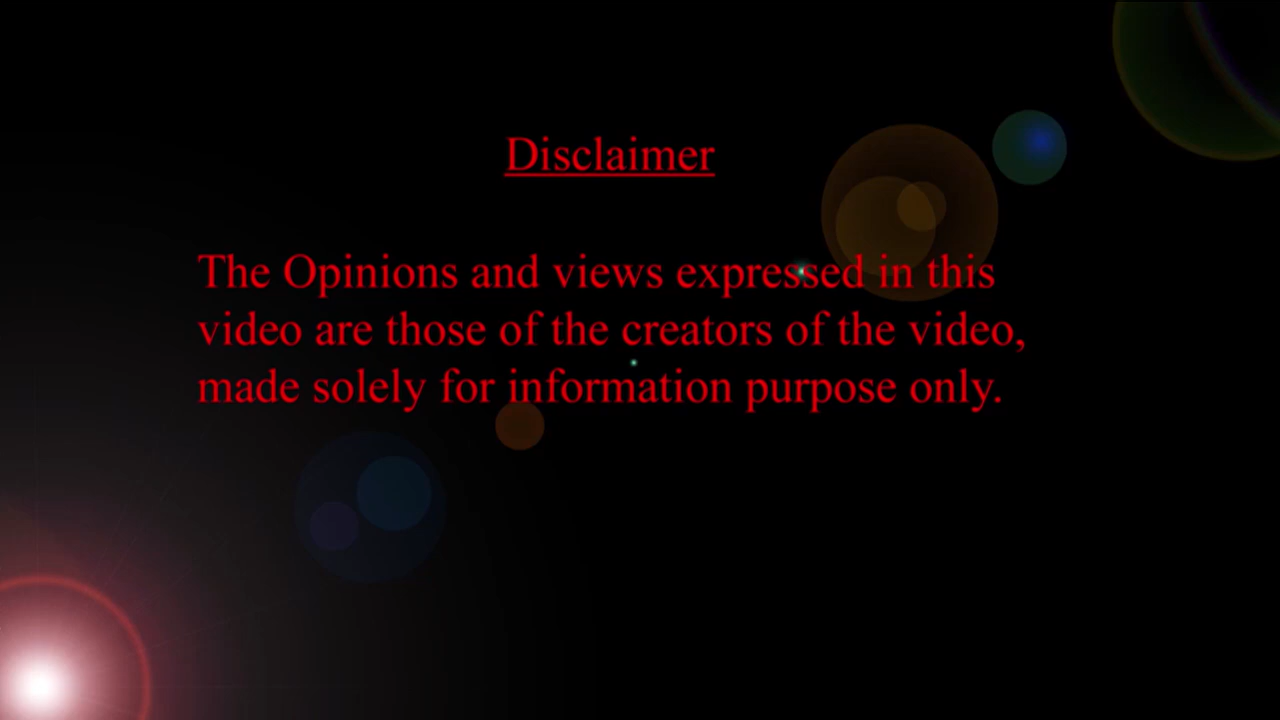 Disclaimer
The Opinions and views expressed in this
video are those of the creators of the video,
made solely for information purpose only.